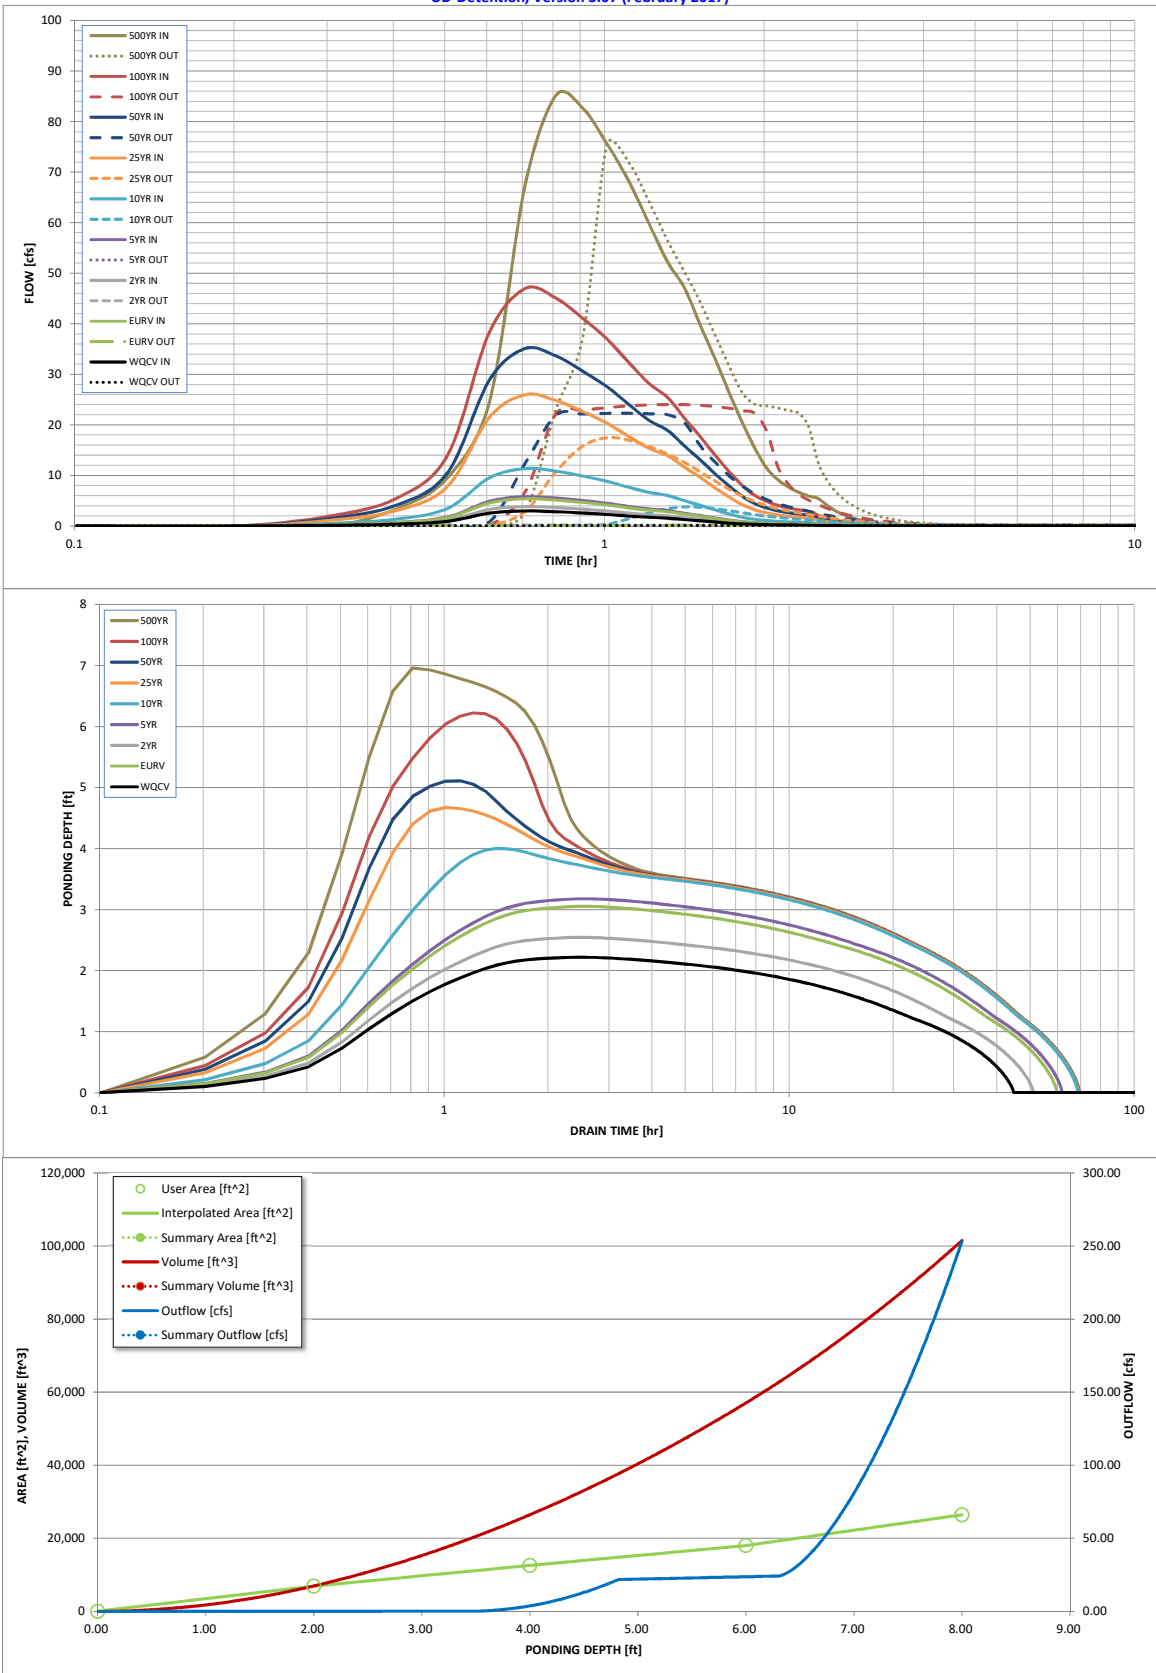 UD-Detention, Version 3.07 (February 2017)
100
90
80
70
60
50
40
30
20
10
0
FLOW [cfs]
500YR IN
500YR OUT
100YR IN
100YR OUT
50YR IN
50YR OUT
25YR IN
25YR OUT
10YR IN
10YR OUT
5YR IN
5YR OUT
2YR IN
2YR OUT
EURV IN
EURV OUT
WQCV IN
WQCV OUT
0.1
1
10
TIME [hr]
8
7
6
5
4
3
2
1
0
PONDING DEPTH [ft]
500YR
100YR
50YR
25YR
10YR
5YR
2YR
EURV
WQCV
0.1
1
10
100
DRAIN TIME [hr]
120,000
100,000
80,000
60,000
40,000
20,000
0
AREA [ft^2], VOLUME [ft^3]
User Area [ft^2]
Interpolated Area [ft^2]
Summary Area [ft^2]
Volume [ft^3]
Summary Volume [ft^3]
Outflow [cfs]
Summary Outflow [cfs]
300.00
250.00
200.00
150.00
100.00
50.00
0.00
OUTFLOW [cfs]
0.00
1.00
2.00
3.00
4.00
5.00
6.00
7.00
8.00
9.00
PONDING DEPTH [ft]